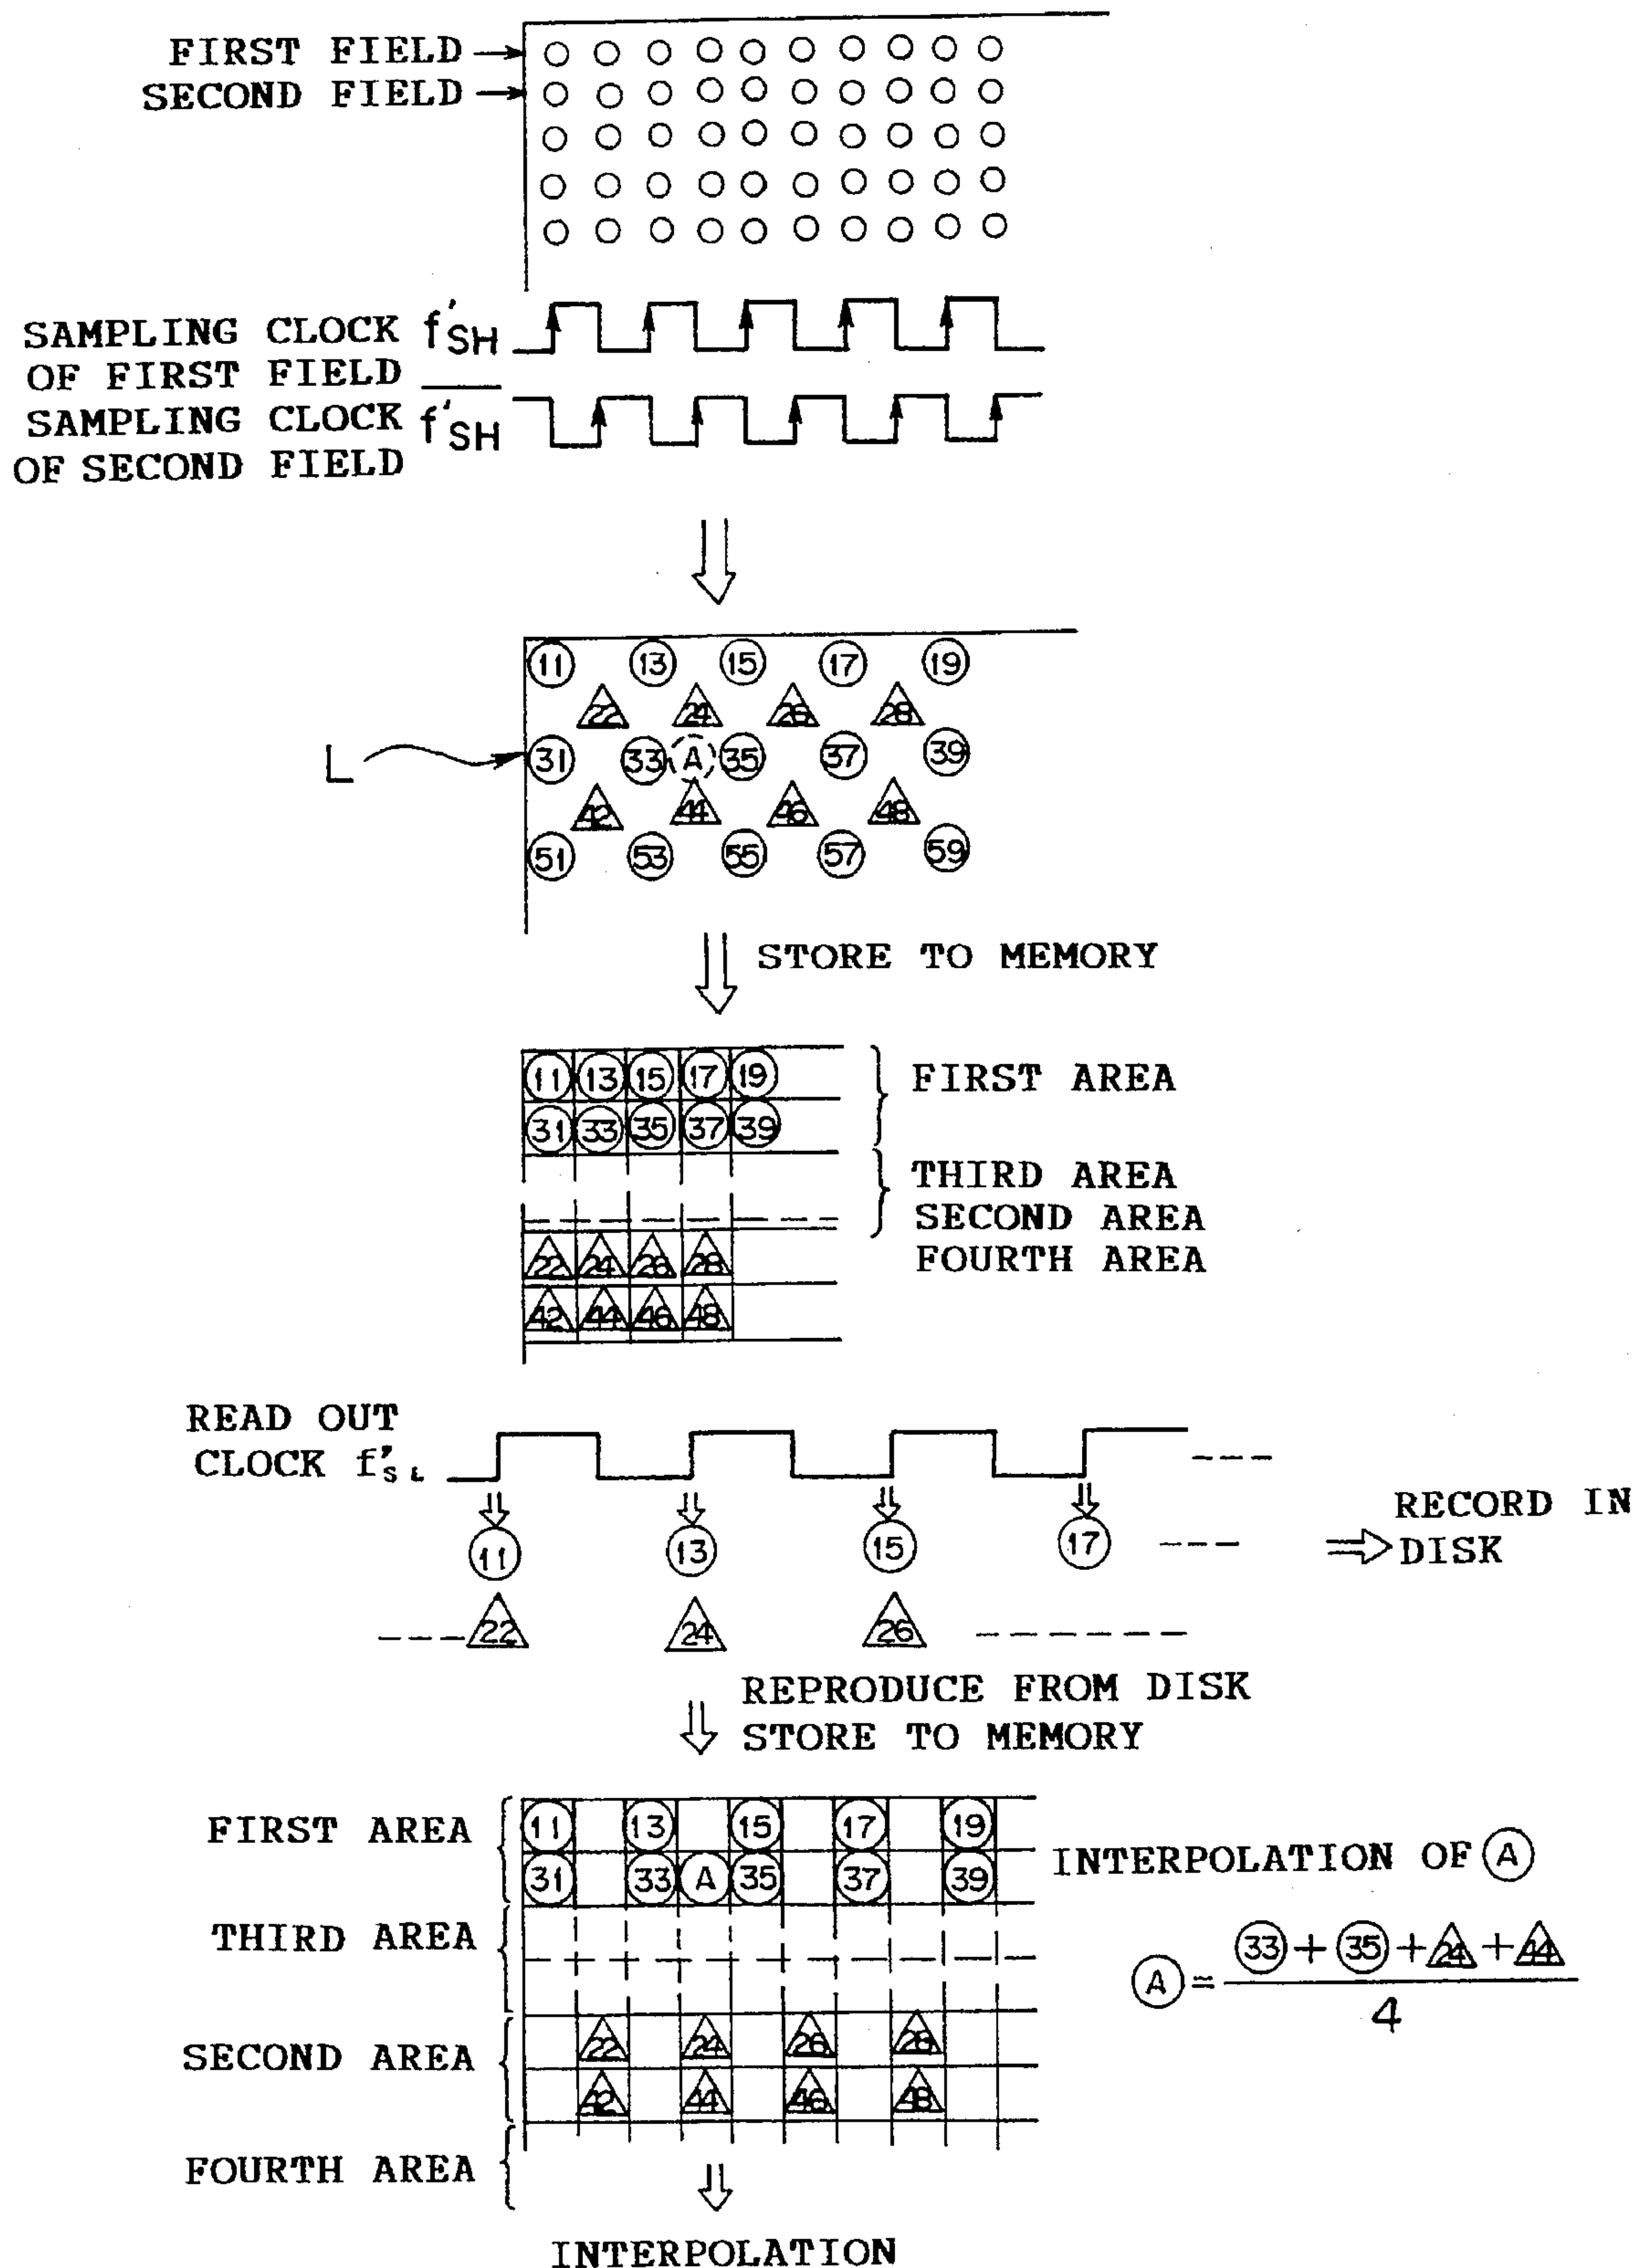 FIRST FIELD
SECOND FIELD
SAMPLING CLOCK f'SH
OF FIRST FIELD
SAMPLING CLOCK f'SH
OF SECOND FIELD
11 13 15 17 19
22 24 26 28
L 31 33 A 35 37 39
42 44 46 48
51 53 55 57 59
STORE TO MEMORY
11 13 15 17 19
31 33 35 37 39
FIRST AREA
THIRD AREA
SECOND AREA
FOURTH AREA
22 24 26 28
42 44 46 48
READ OUT
CLOCK f'SL
11 13 15 17
RECORD IN
DISK
22 24 26
REPRODUCE FROM DISK
STORE TO MEMORY
FIRST AREA
11 13 15 17 19
31 33 A 35 37 39
INTERPOLATION OF A
THIRD AREA
A = 33 + 35 + 24 + 44
4
SECOND AREA
22 24 26 28
42 44 46 48
FOURTH AREA
INTERPOLATION